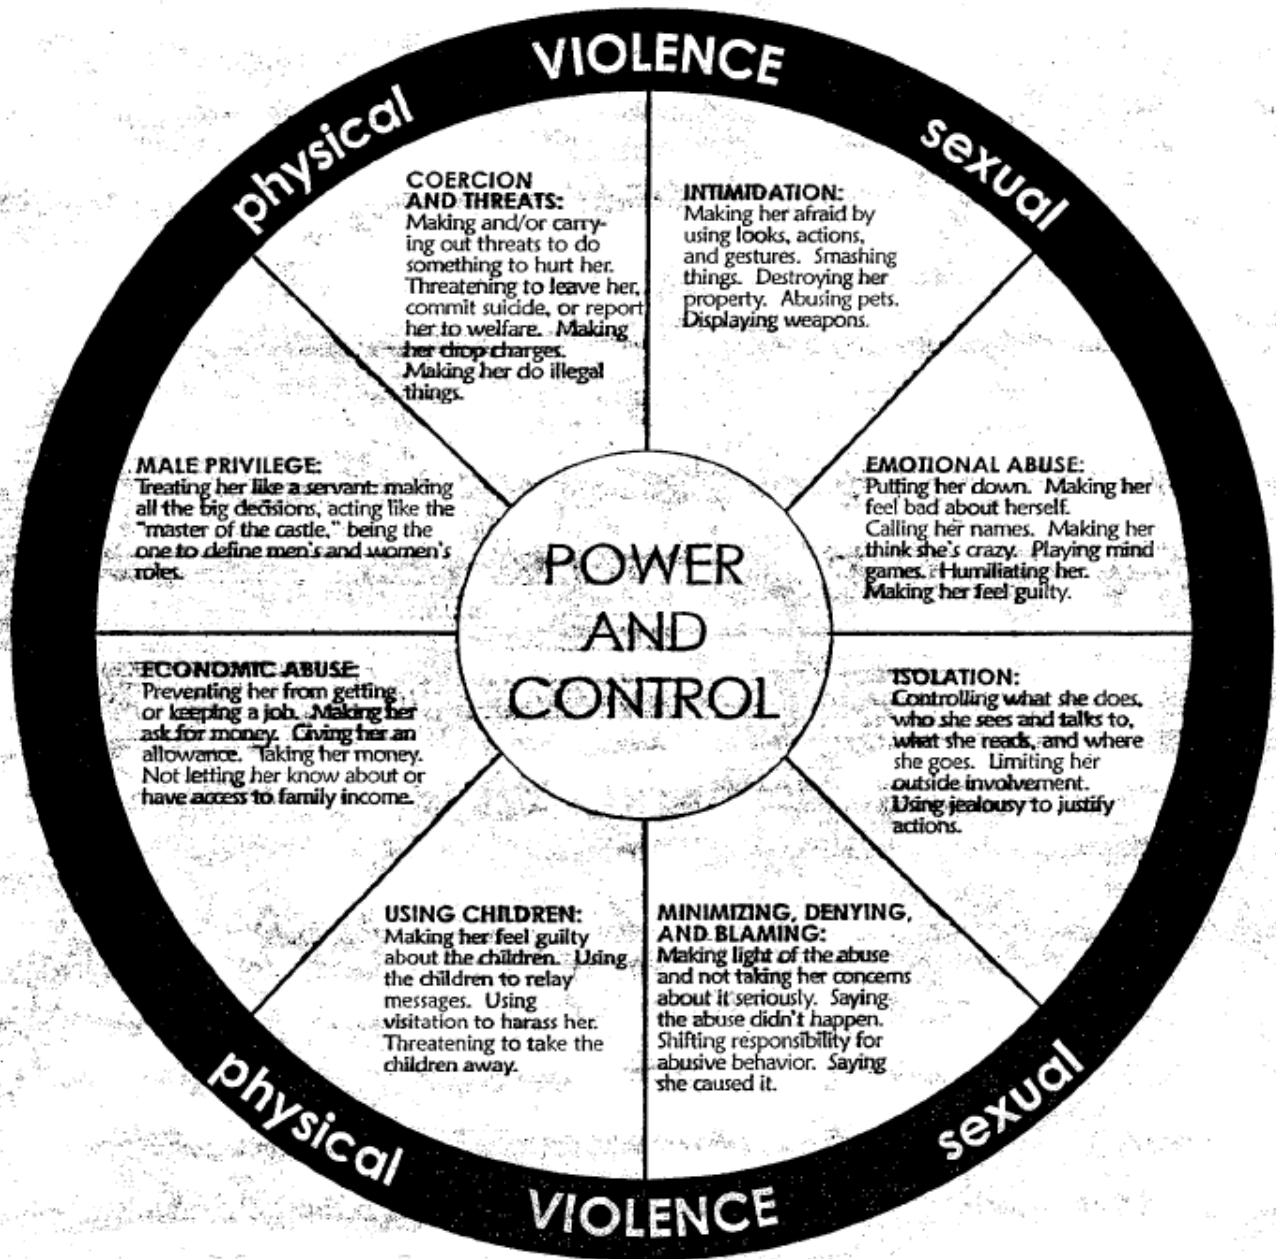 VIOLENCE
physical
sexual
COERCION
AND THREATS:
Making and/or carry-
ing out threats to do
something to hurt her.
Threatening to leave her,
commit suicide, or report
her to welfare. Making
her drop charges.
Making her do illegal
things.
INTIMIDATION:
Making her afraid by
using looks, actions,
and gestures. Smashing
things. Destroying her
property. Abusing pets.
Displaying weapons.
MALE PRIVILEGE:
Treating her like a servant: making
all the big decisions, acting like the
"master of the castle," being the
one to define men's and women's
roles.
EMOTIONAL ABUSE:
Putting her down. Making her
feel bad about herself.
Calling her names. Making her
think she's crazy. Playing mind
games. Humiliating her.
Making her feel guilty.
POWER
AND
CONTROL
ECONOMIC ABUSE:
Preventing her from getting
or keeping a job. Making her
ask for money. Giving her an
allowance. Taking her money.
Not letting her know about or
have access to family income.
ISOLATION:
Controlling what she does,
who she sees and talks to,
what she reads, and where
she goes. Limiting her
outside involvement.
Using jealousy to justify
actions.
USING CHILDREN:
Making her feel guilty
about the children. Using
the children to relay
messages. Using
visitation to harass her.
Threatening to take the
children away.
MINIMIZING, DENYING,
AND BLAMING:
Making light of the abuse
and not taking her concerns
about it seriously. Saying
the abuse didn't happen.
Shifting responsibility for
abusive behavior. Saying
she caused it.
physical
sexual
VIOLENCE